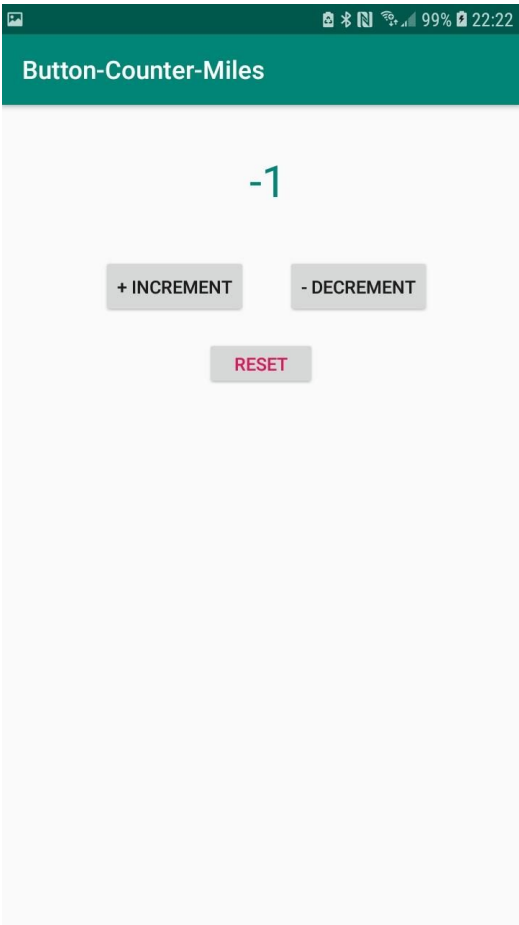 99% 22:22
Button-Counter-Miles
-1
+ INCREMENT - DECREMENT
RESET